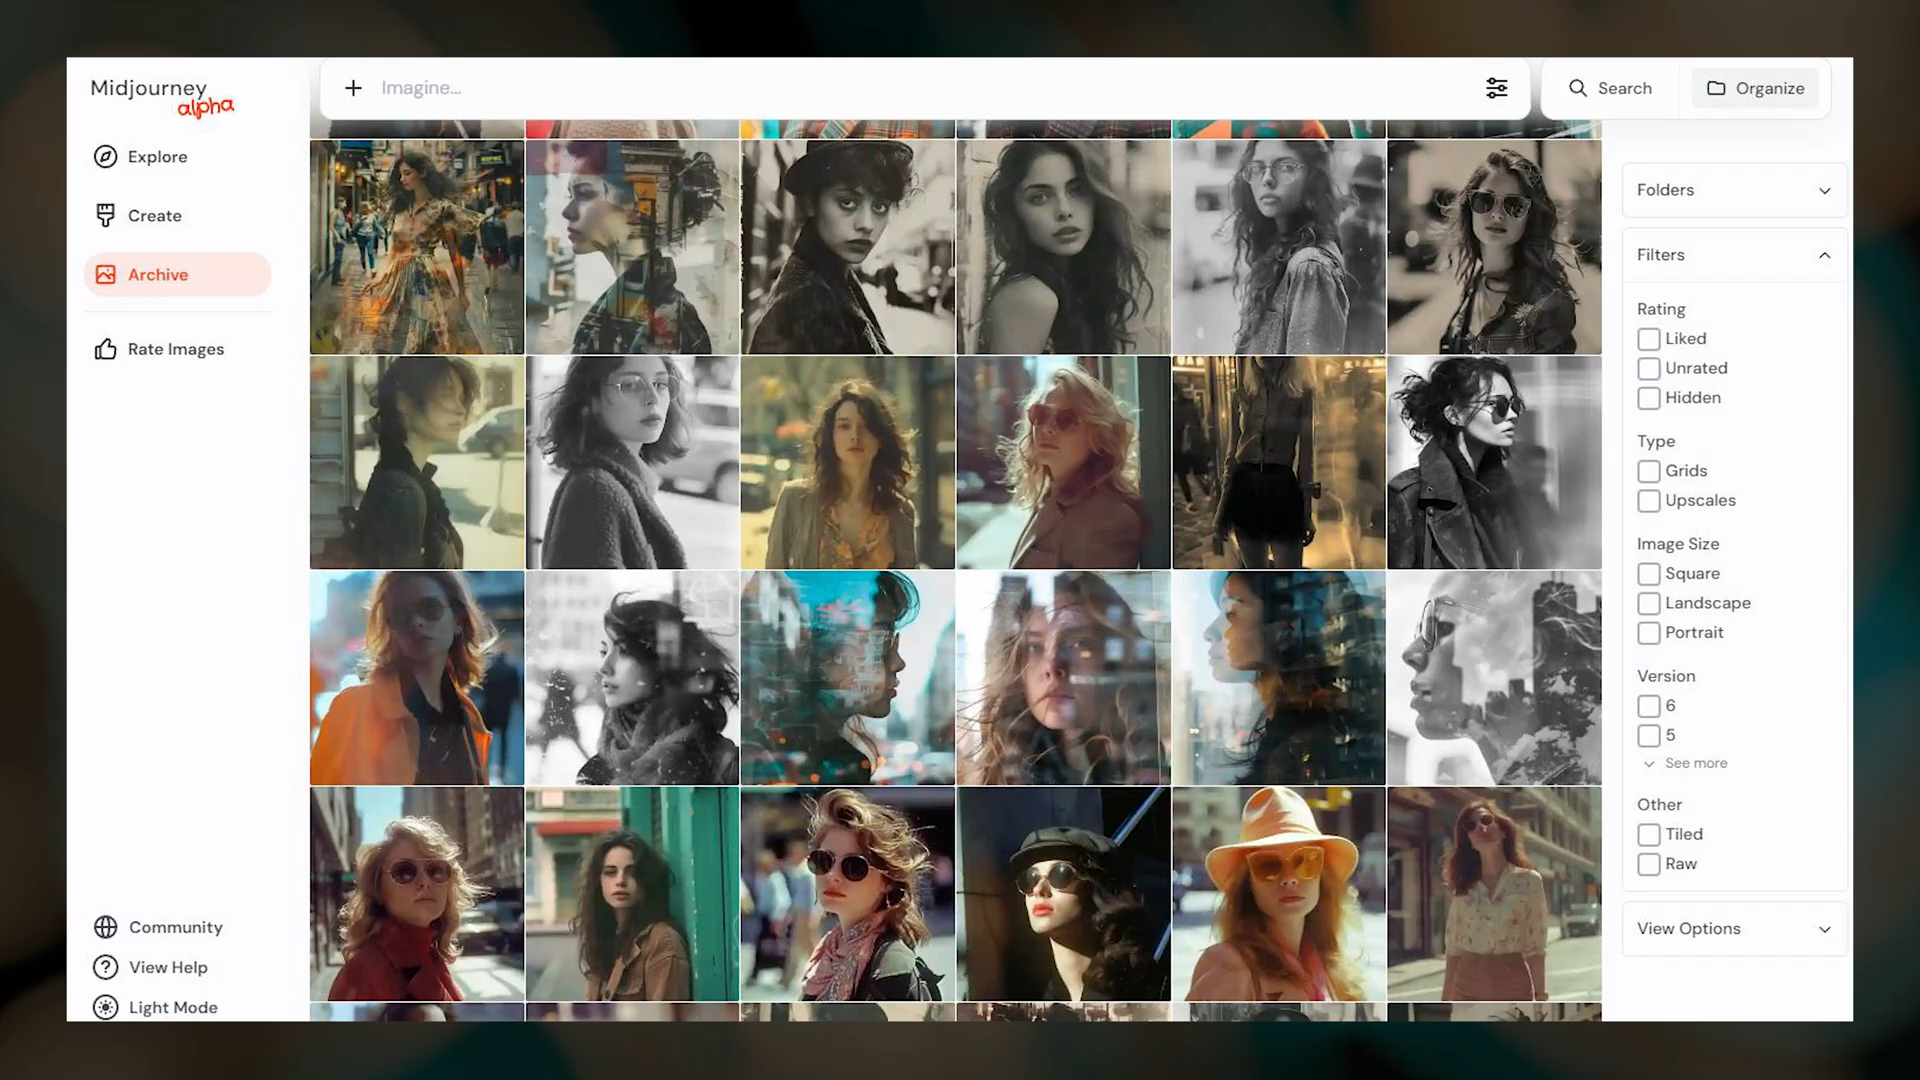 Midjourney
alpha
Imagine...
Search
Organize
Explore
Create
Archive
Rate Images
Community
View Help
Light Mode
Folders
Filters
Rating
Liked
Unrated
Hidden
Type
Grids
Upscales
Image Size
Square
Landscape
Portrait
Version
6
5
See more
Other
Tiled
Raw
View Options